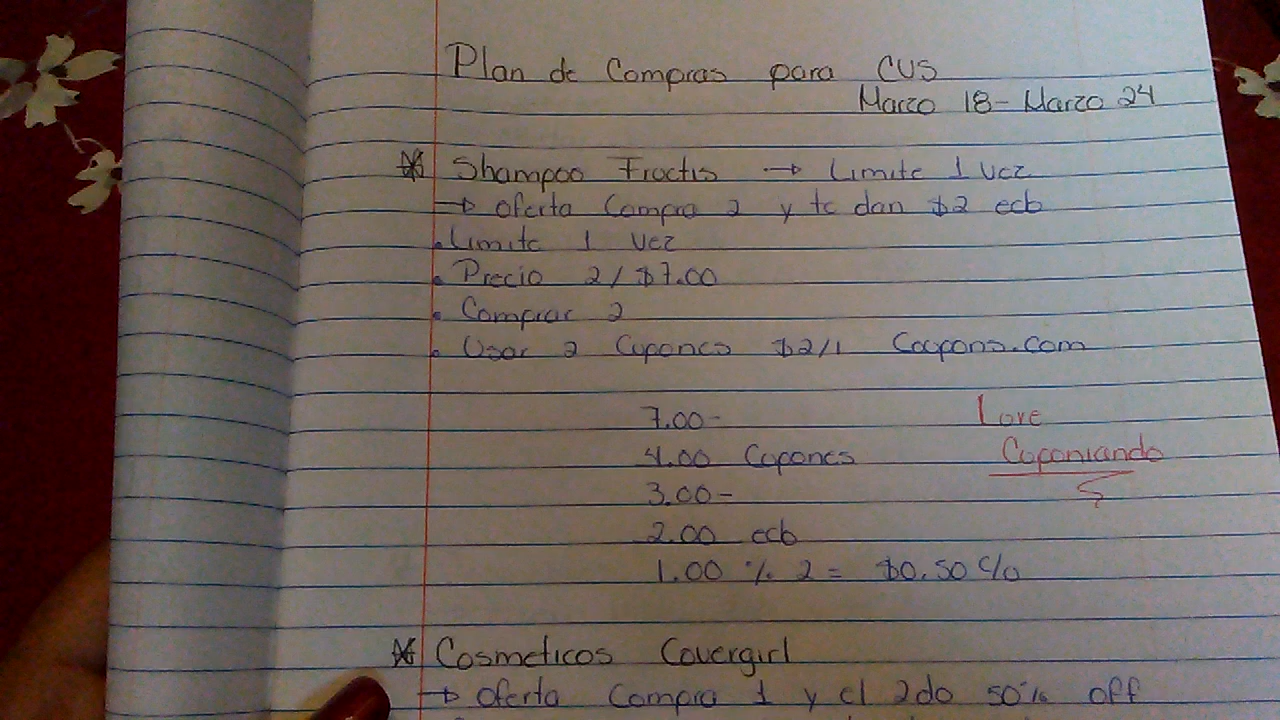 Plan de Compras para CVS
Marzo 18 - Marzo 24
* Shampoo Fructis → Limite 1 vez
→ oferta Compra 2 y te dan $2 ecb
• Limite 1 vez
• Precio 2/$7.00
• Comprar 2
• Usar 2 Cupones $2/1 Coupons.com
7.00-
4.00 Cupones
3.00-
2.00 ecb
1.00 % 2 = $0.50 c/u
Love
Cuponiando
* Cosmeticos Covergirl
→ oferta Compra 1 y el 2do 50% off